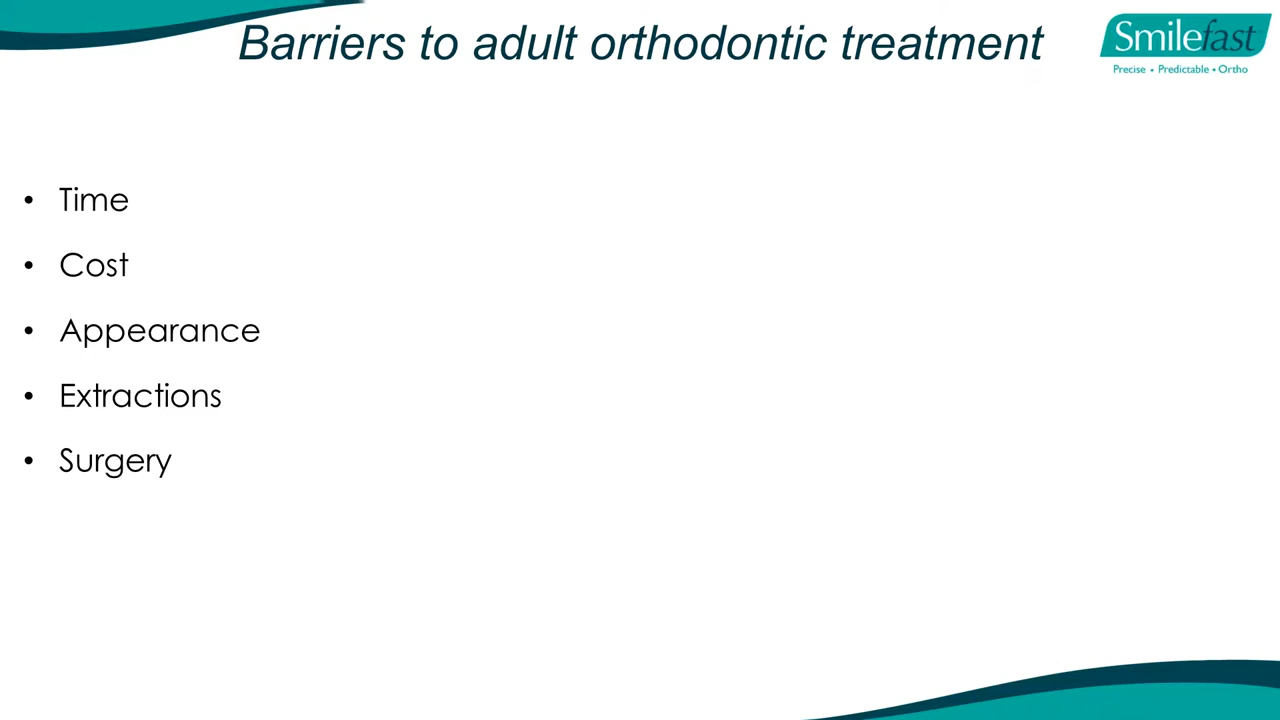 Barriers to adult orthodontic treatment
Smilefast
Precise • Predictable • Ortho
• Time
• Cost
• Appearance
• Extractions
• Surgery